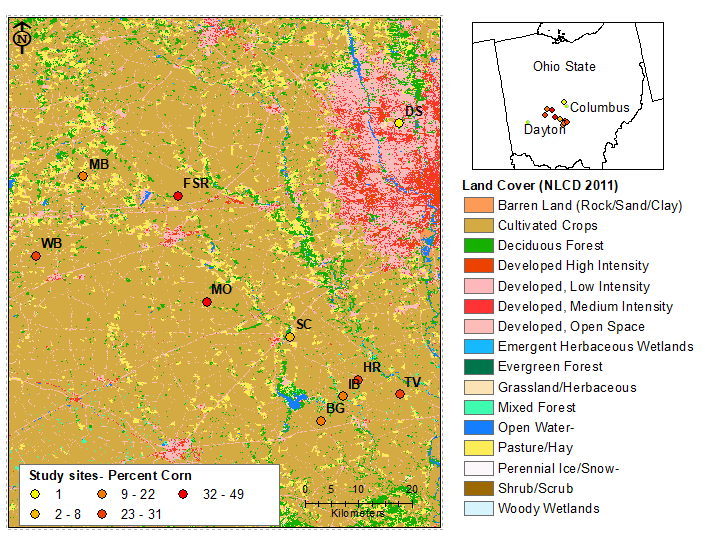 N
DS
MB
FSR
WB
MO
SC
HR
IB
TV
BG
Study sites- Percent Corn
1 9 - 22 32 - 49
2 - 8 23 - 31
0 5 10 20
Kilometers
Ohio State
Columbus
Dayton
Land Cover (NLCD 2011)
Barren Land (Rock/Sand/Clay)
Cultivated Crops
Deciduous Forest
Developed High Intensity
Developed, Low Intensity
Developed, Medium Intensity
Developed, Open Space
Emergent Herbaceous Wetlands
Evergreen Forest
Grassland/Herbaceous
Mixed Forest
Open Water-
Pasture/Hay
Perennial Ice/Snow-
Shrub/Scrub
Woody Wetlands